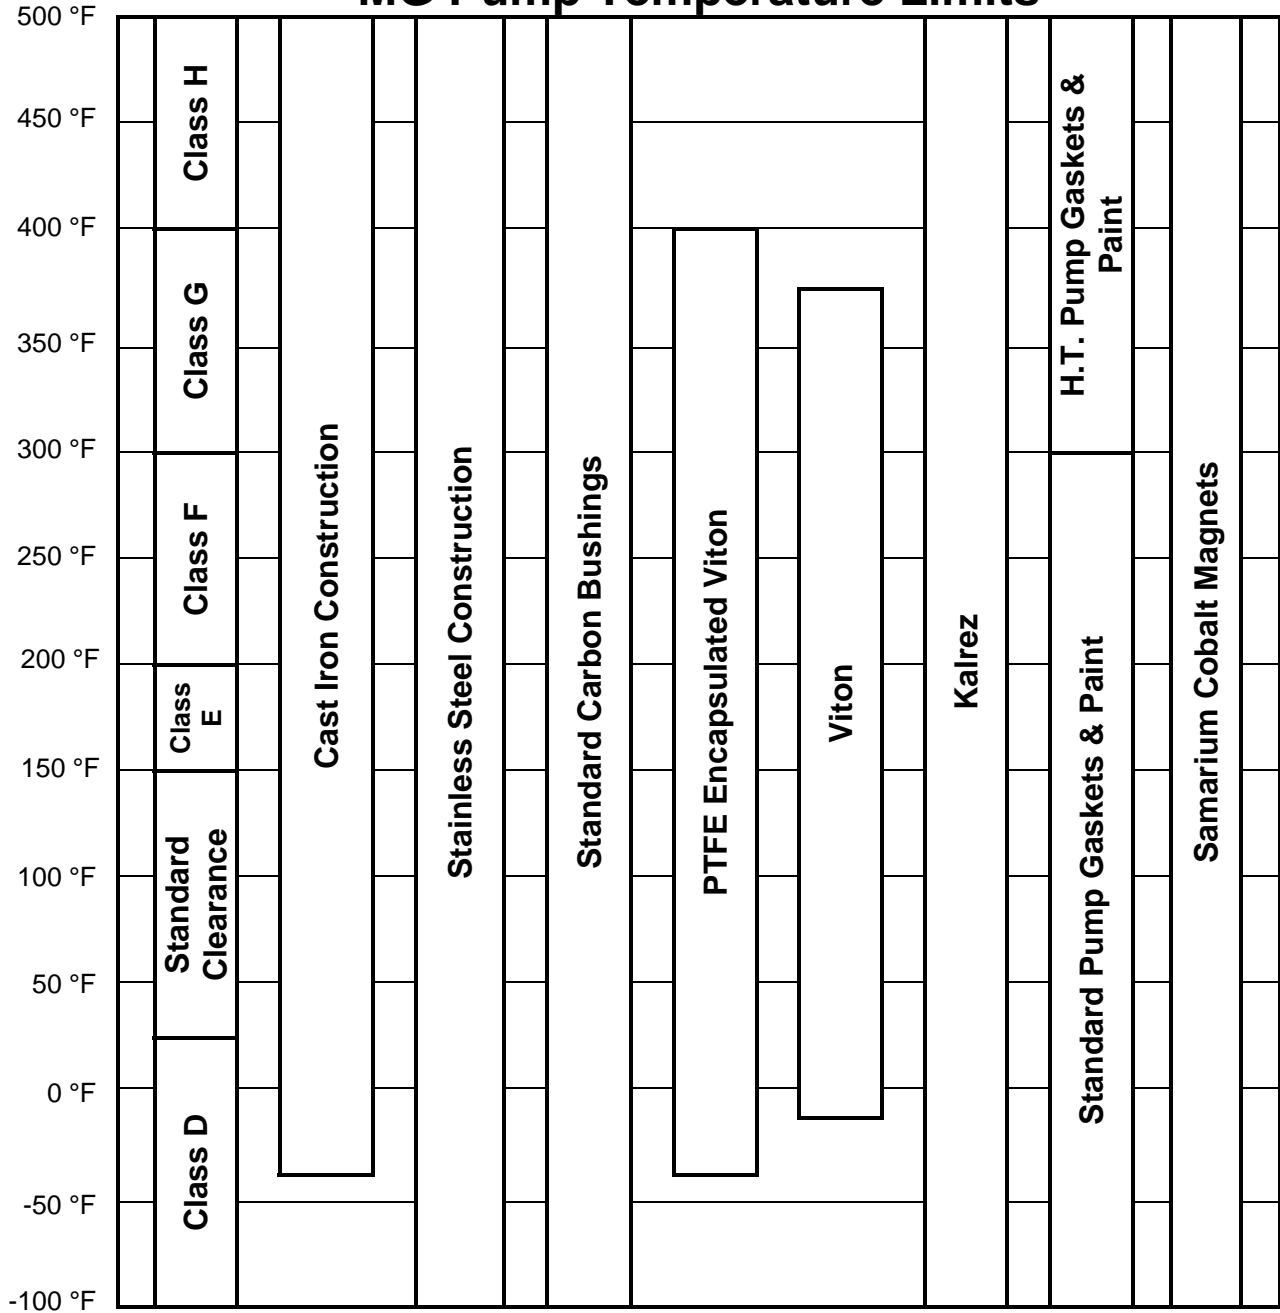 Pump Temperature Limits
500 °F
450 °F
400 °F
350 °F
300 °F
250 °F
200 °F
150 °F
100 °F
50 °F
0 °F
-50 °F
-100 °F
Class H
Class G
Class F
Class
E
Standard
Clearance
Class D
Cast Iron Construction
Stainless Steel Construction
Standard Carbon Bushings
PTFE Encapsulated Viton
Viton
Kalrez
H.T. Pump Gaskets &
Paint
Standard Pump Gaskets & Paint
Samarium Cobalt Magnets